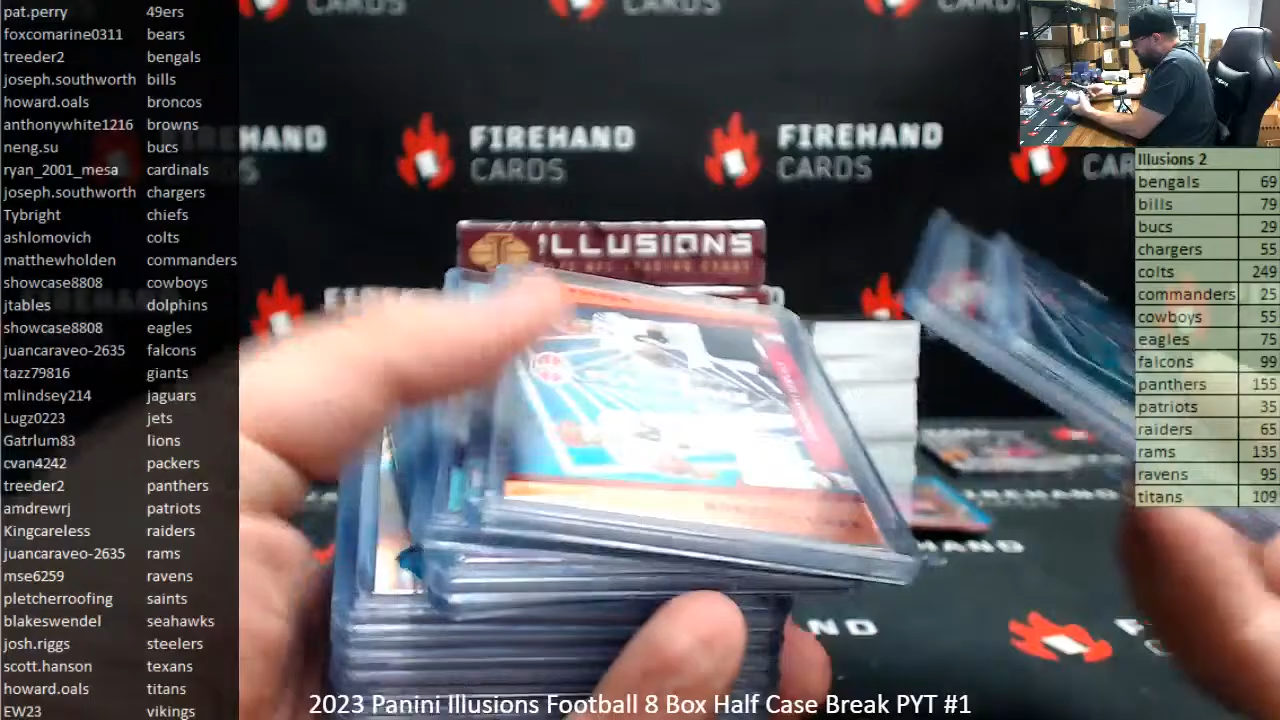 pat.perry 49ers
foxcomarine0311 bears
treeder2 bengals
joseph.southworth bills
howard.oals broncos
anthonywhite1216 browns
neng.su bucs
ryan_2001_mesa cardinals
joseph.southworth chargers
Tybright chiefs
ashlomovich colts
matthewholden commanders
showcase8808 cowboys
jtables dolphins
showcase8808 eagles
juancaraveo-2635 falcons
tazz79816 giants
mlindsey214 jaguars
Lugz0223 jets
Gatrlum83 lions
cvan4242 packers
treeder2 panthers
amdrewrj patriots
Kingcareless raiders
juancaraveo-2635 rams
mse6259 ravens
pletcherroofing saints
blakeswendel seahawks
josh.riggs steelers
scott.hanson texans
howard.oals titans
EW23 vikings
CARDS
CARDS
FIREHAND
CARDS
FIREHAND
CARDS
ILLUSIONS
Illusions 2
bengals 69
bills 79
bucs 29
chargers 55
colts 249
commanders 25
cowboys 55
eagles 75
falcons 99
panthers 155
patriots 35
raiders 65
rams 135
ravens 95
titans 109
2023 Panini Illusions Football 8 Box Half Case Break PYT #1